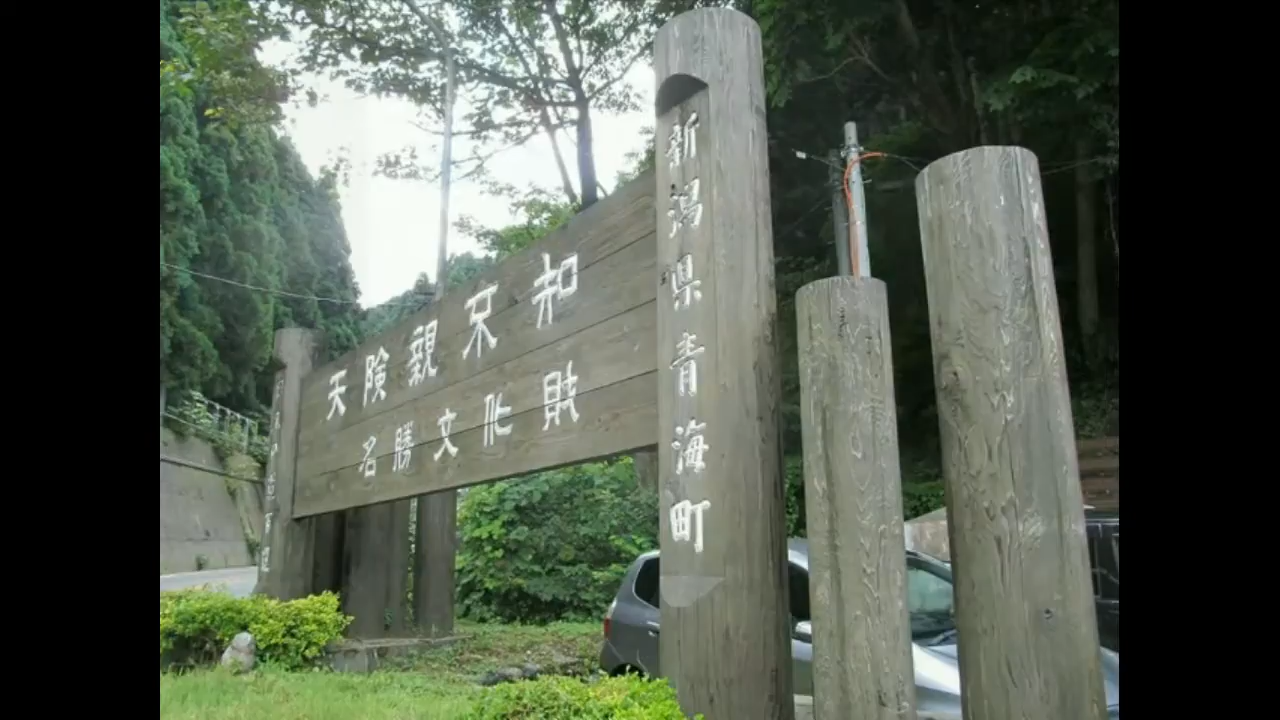 天険親不知
名勝文化財
新潟県青海町